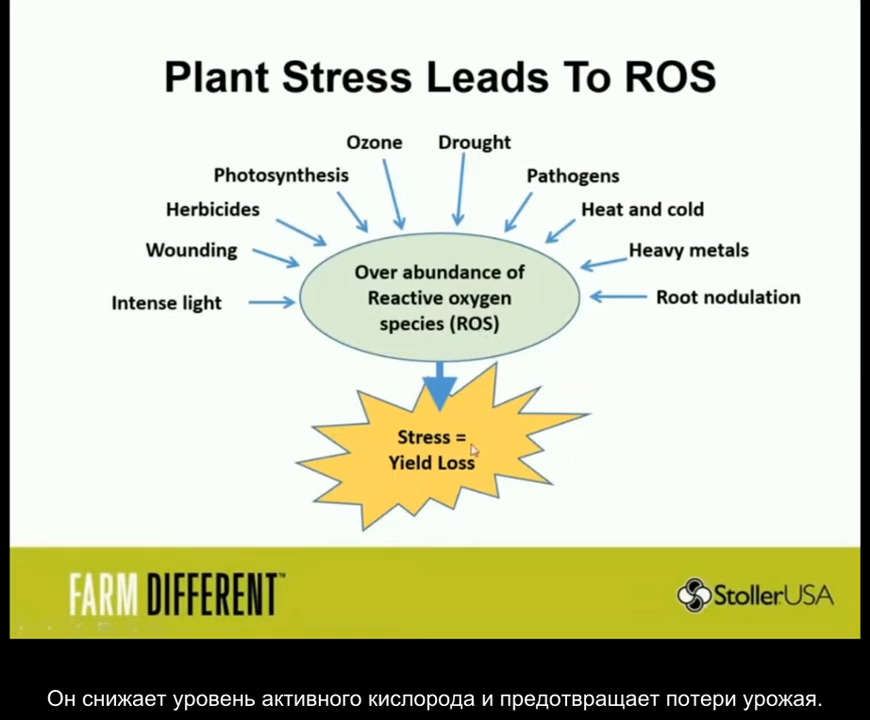 Plant Stress Leads To ROS
Ozone
Drought
Photosynthesis
Pathogens
Herbicides
Heat and cold
Wounding
Heavy metals
Intense light
Root nodulation
Over abundance of
Reactive oxygen
species (ROS)
Stress =
Yield Loss
FARM DIFFERENT™
StollerUSA
Он снижает уровень активного кислорода и предотвращает потери урожая.